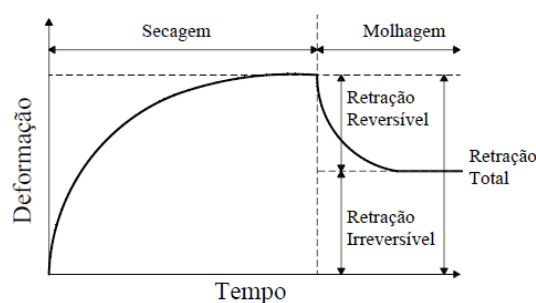 Secagem
Molhagem
Retração
Reversível
Retração
Total
Retração
Irreversível
Deformação
Tempo